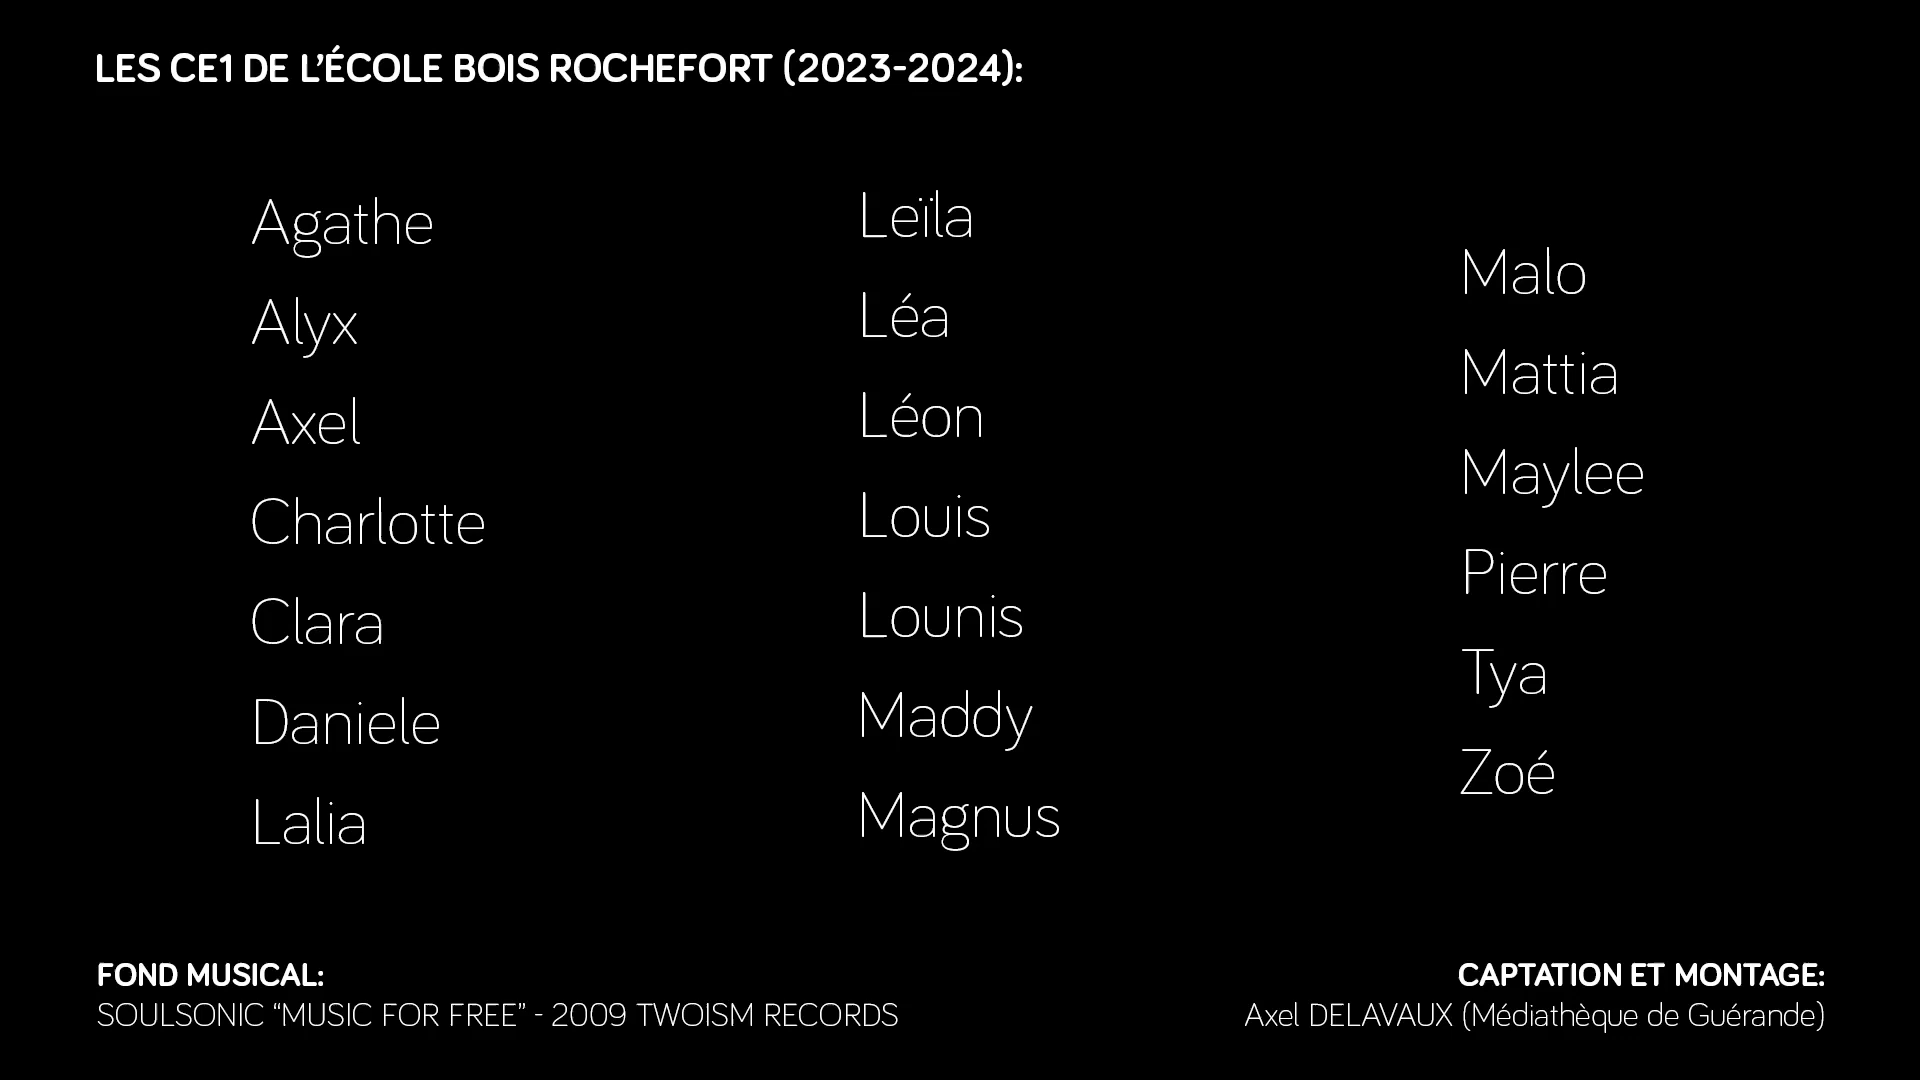 LES CE1 DE L’ÉCOLE BOIS ROCHEFORT (2023-2024):
Agathe
Alyx
Axel
Charlotte
Clara
Daniele
Lalia
Leïla
Léa
Léon
Louis
Lounis
Maddy
Magnus
Malo
Mattia
Maylee
Pierre
Tya
Zoé
FOND MUSICAL:
SOULSONIC “MUSIC FOR FREE” - 2009 TWOISM RECORDS
CAPTATION ET MONTAGE:
Axel DELAVAUX (Médiathèque de Guérande)